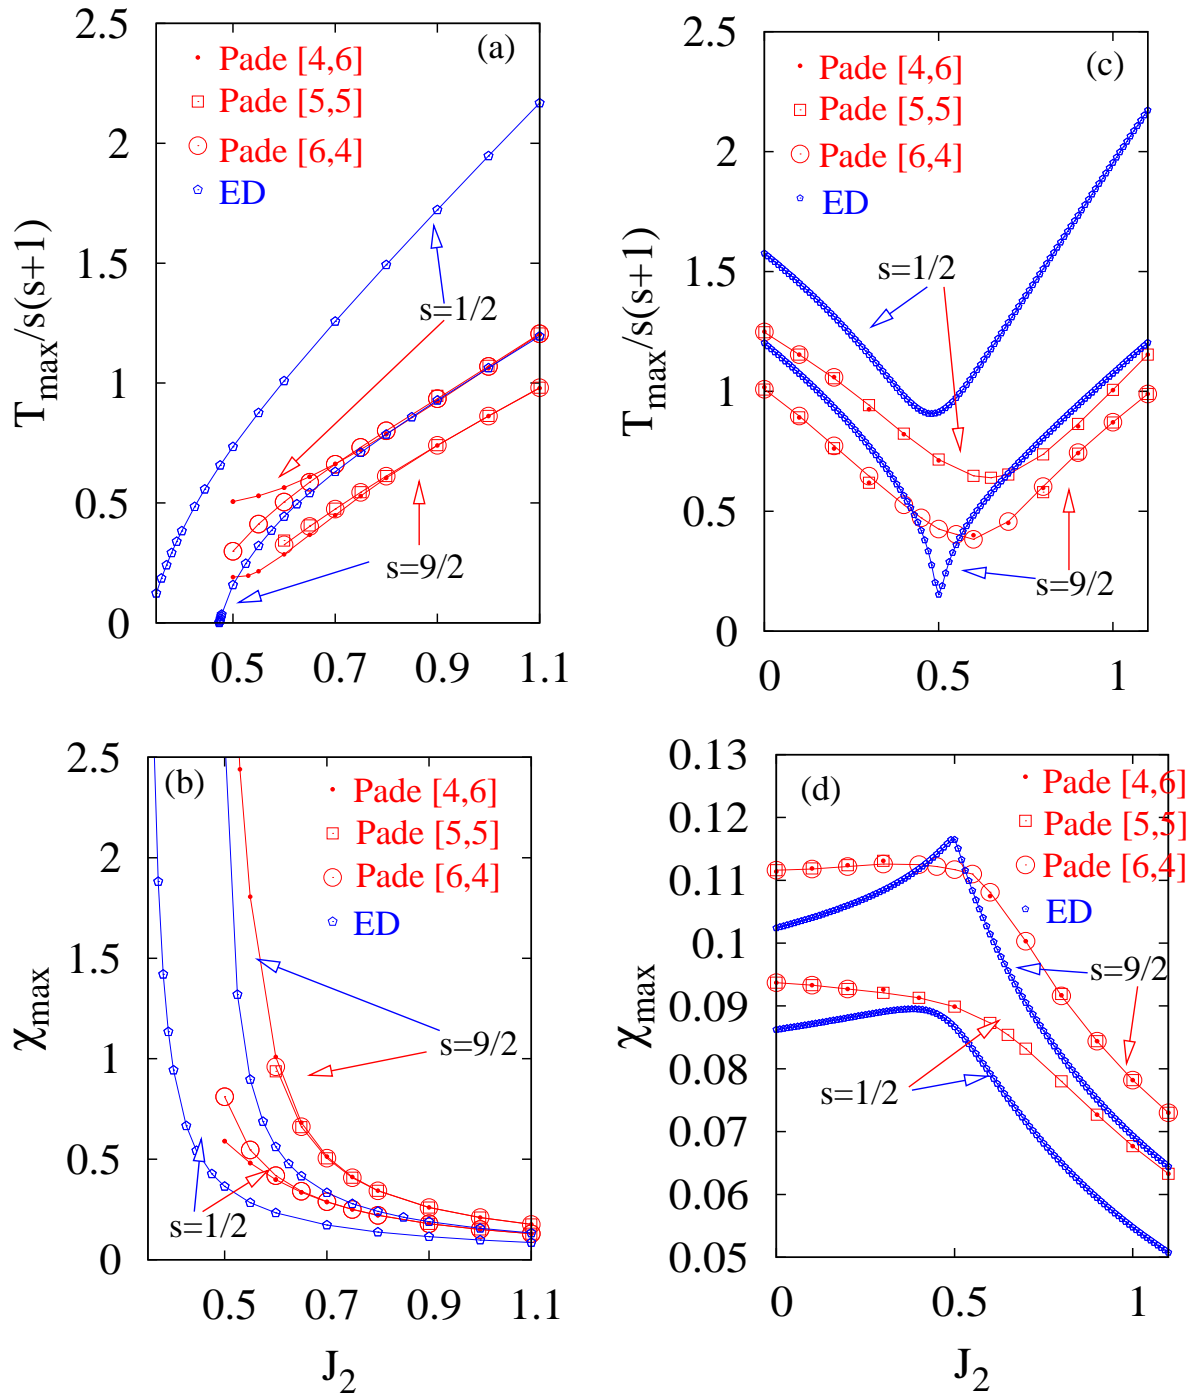 (a)
T_max/s(s+1)
2.5
2
1.5
1
0.5
0
Pade [4,6]
Pade [5,5]
Pade [6,4]
ED
s=1/2
s=9/2
0.5 0.7 0.9 1.1
(c)
T_max/s(s+1)
2.5
2
1.5
1
0.5
0
Pade [4,6]
Pade [5,5]
Pade [6,4]
ED
s=1/2
s=9/2
0 0.5 1
(b)
χ_max
2.5
2
1.5
1
0.5
0
Pade [4,6]
Pade [5,5]
Pade [6,4]
ED
s=9/2
s=1/2
0.5 0.7 0.9 1.1
J_2
(d)
χ_max
0.13
0.12
0.11
0.1
0.09
0.08
0.07
0.06
0.05
Pade [4,6]
Pade [5,5]
Pade [6,4]
ED
s=9/2
s=1/2
0 0.5 1
J_2